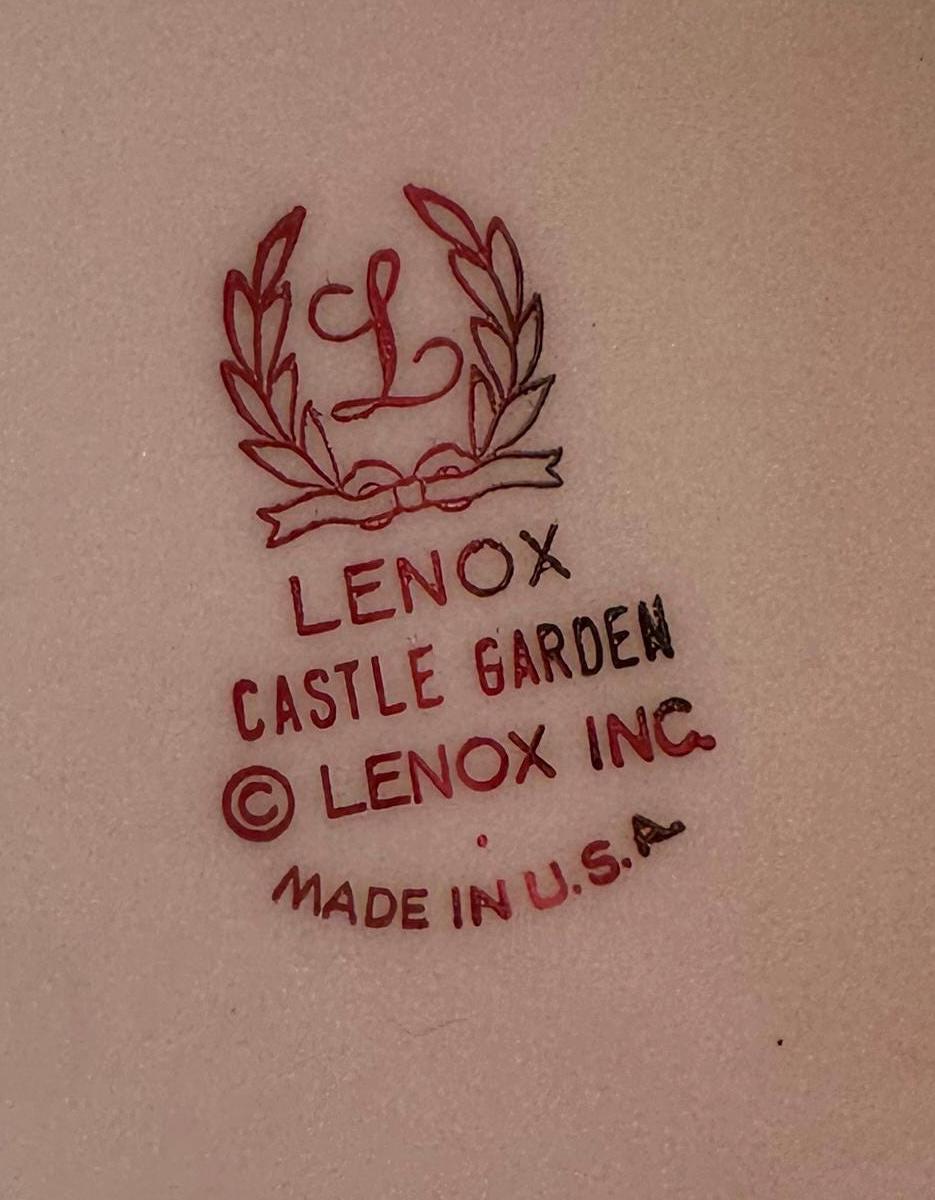 L
LENOX
CASTLE GARDEN
© LENOX INC.
MADE IN U.S.A.